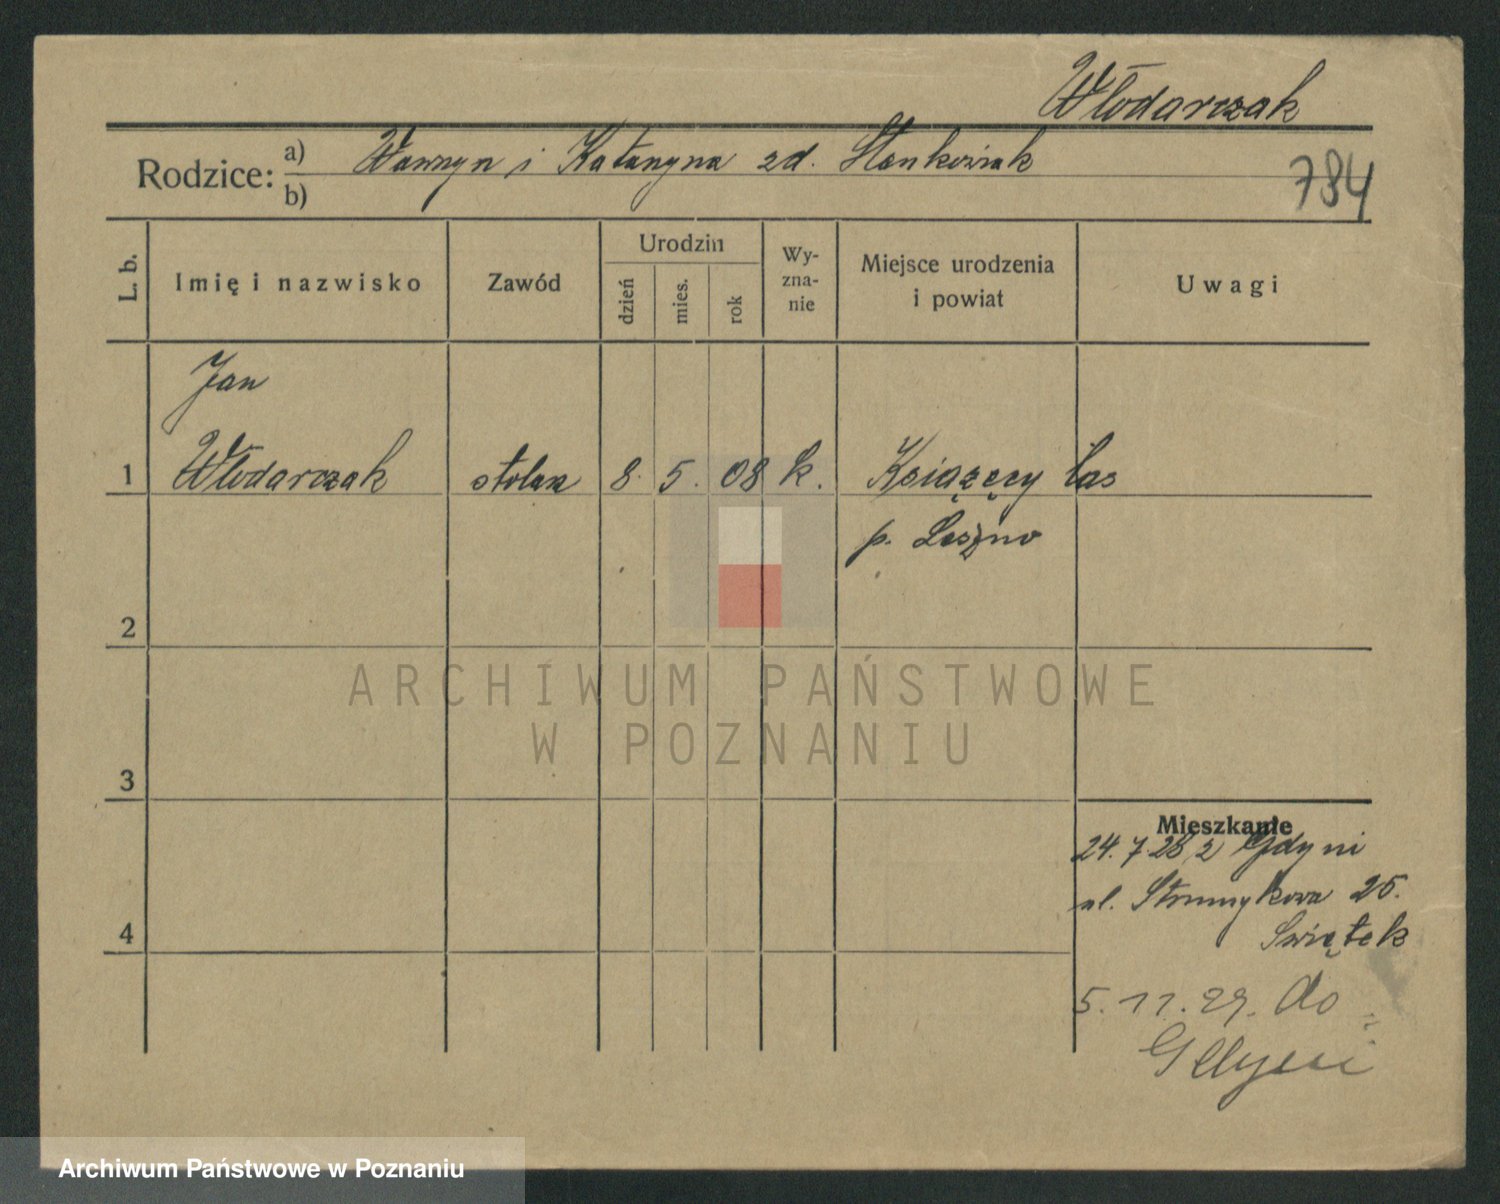 Włodarczak
Rodzice: a) Wawrzyn i Katarzyna zd. Stankowiak
b)
784
L. b.
Imię i nazwisko
Zawód
Urodzin
dzień
mies.
rok
Wy-
zna-
nie
Miejsce urodzenia
i powiat
Uwagi
Jan
1 Włodarczak stolarz 8. 5. 08 k. Książęcy las
p. Leszno
2
3
4
Mieszkanie
24.7.28 z Gdyni
ul. 25.
Świętek
5.11.29. do
Gdyni
ARCHIWUM PAŃSTWOWE
W POZNANIU
Archiwum Państwowe w Poznaniu